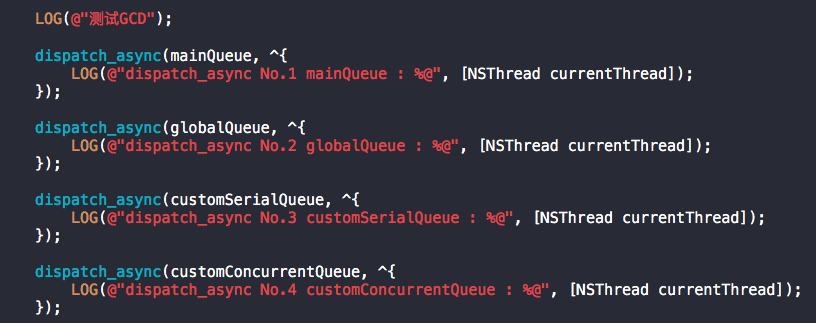 LOG(@"测试GCD");
dispatch_async(mainQueue, ^{
LOG(@"dispatch_async No.1 mainQueue : %@", [NSThread currentThread]);
});
dispatch_async(globalQueue, ^{
LOG(@"dispatch_async No.2 globalQueue : %@", [NSThread currentThread]);
});
dispatch_async(customSerialQueue, ^{
LOG(@"dispatch_async No.3 customSerialQueue : %@", [NSThread currentThread]);
});
dispatch_async(customConcurrentQueue, ^{
LOG(@"dispatch_async No.4 customConcurrentQueue : %@", [NSThread currentThread]);
});